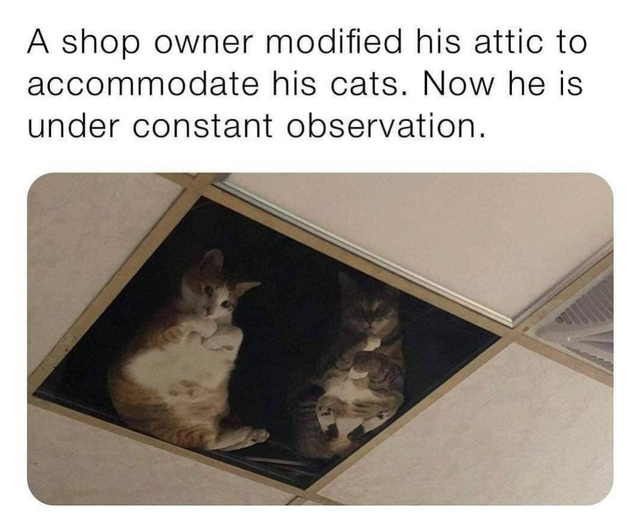 A shop owner modified his attic to
accommodate his cats. Now he is
under constant observation.